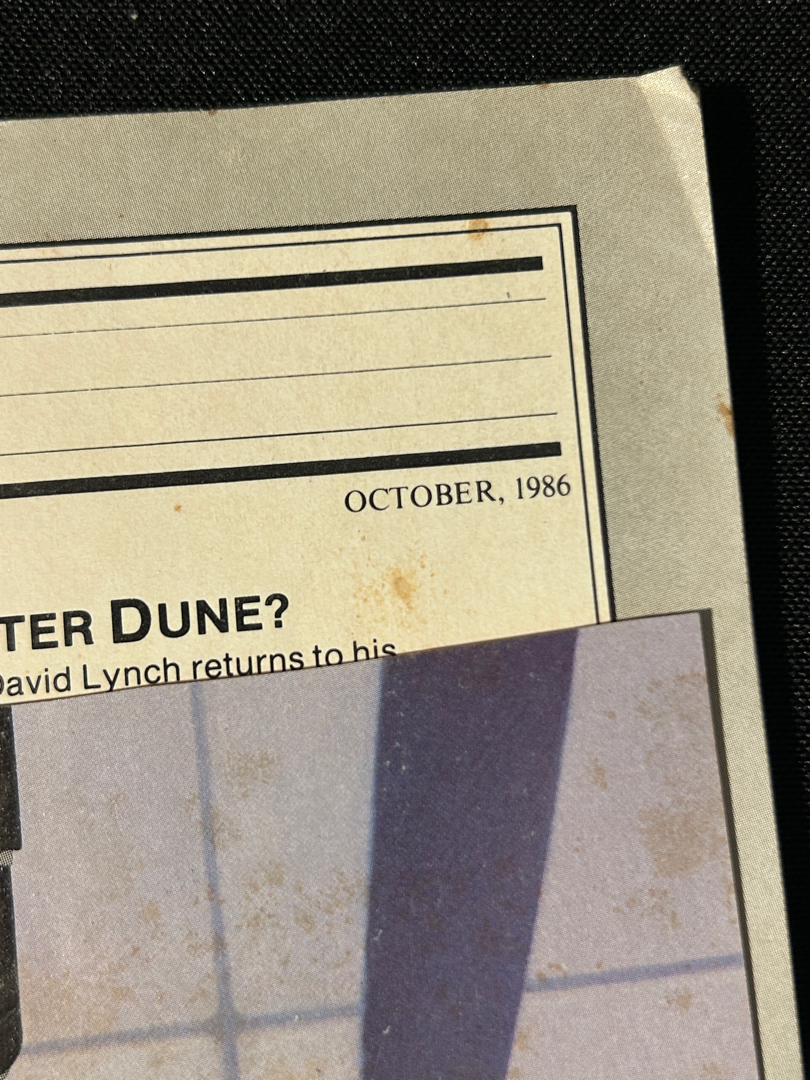 OCTOBER, 1986
TER DUNE?
David Lynch returns to his